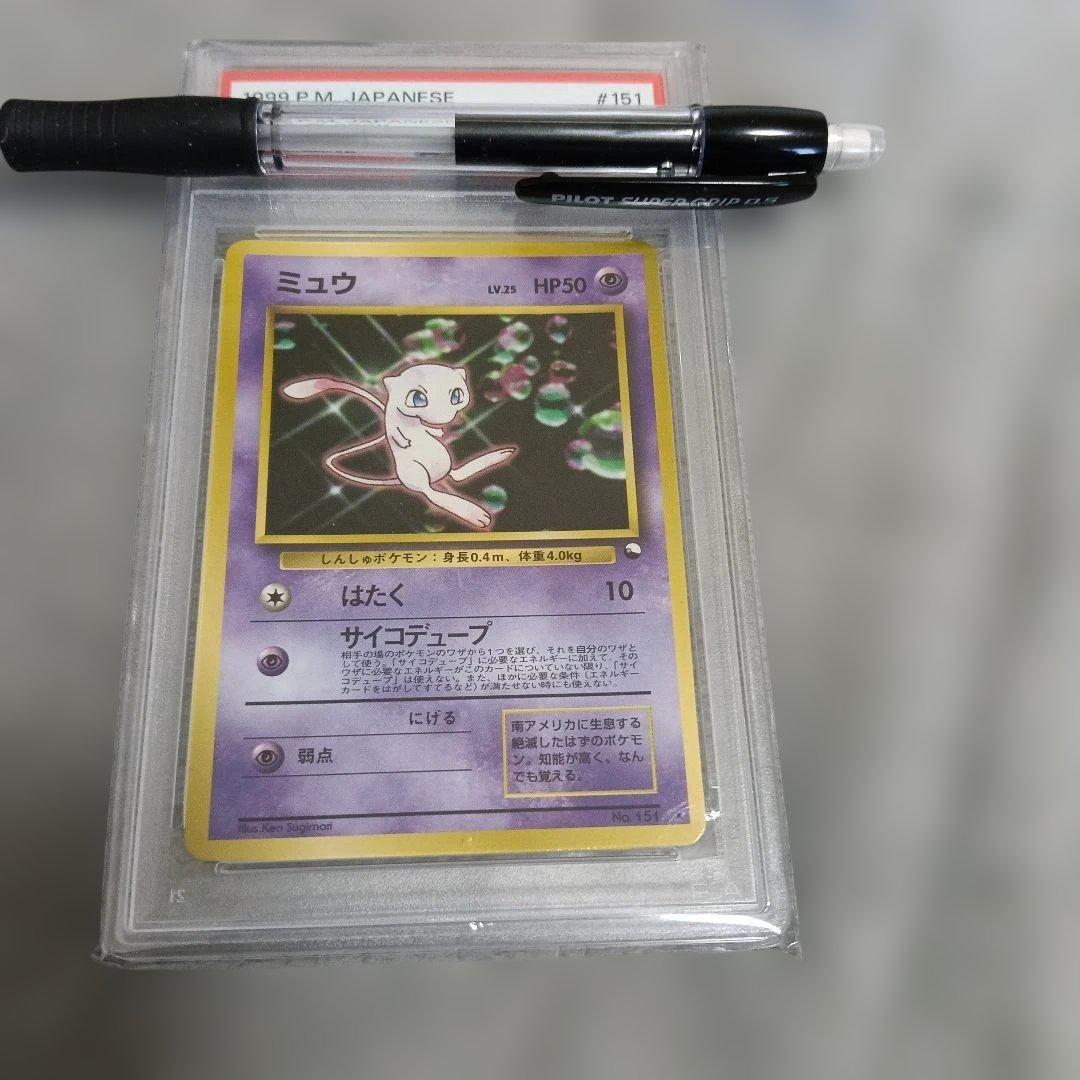 1999 P.M. JAPANESE #151
PILOT SUPER GRIP 0.5
ミュウ LV.25 HP50
しんしゅポケモン：身長0.4m、体重4.0kg
はたく 10
サイコデュープ
相手の場のポケモンのワザから1つを選び、それを自分のワザと
して使う。「サイコデュープ」に必要なエネルギーに加えて、その
ワザに必要なエネルギーがこのカードについていない限り、「サイ
コデュープ」は使えない。また、ほかに必要な条件（エネルギー
カードをはがしてすてるなど）が満たせない時にも使えない。
にげる
弱点
南アメリカに生息する
絶滅したはずのポケモ
ン。知能が高く、なん
でも覚える。
Illus.Ken Sugimori
No. 151